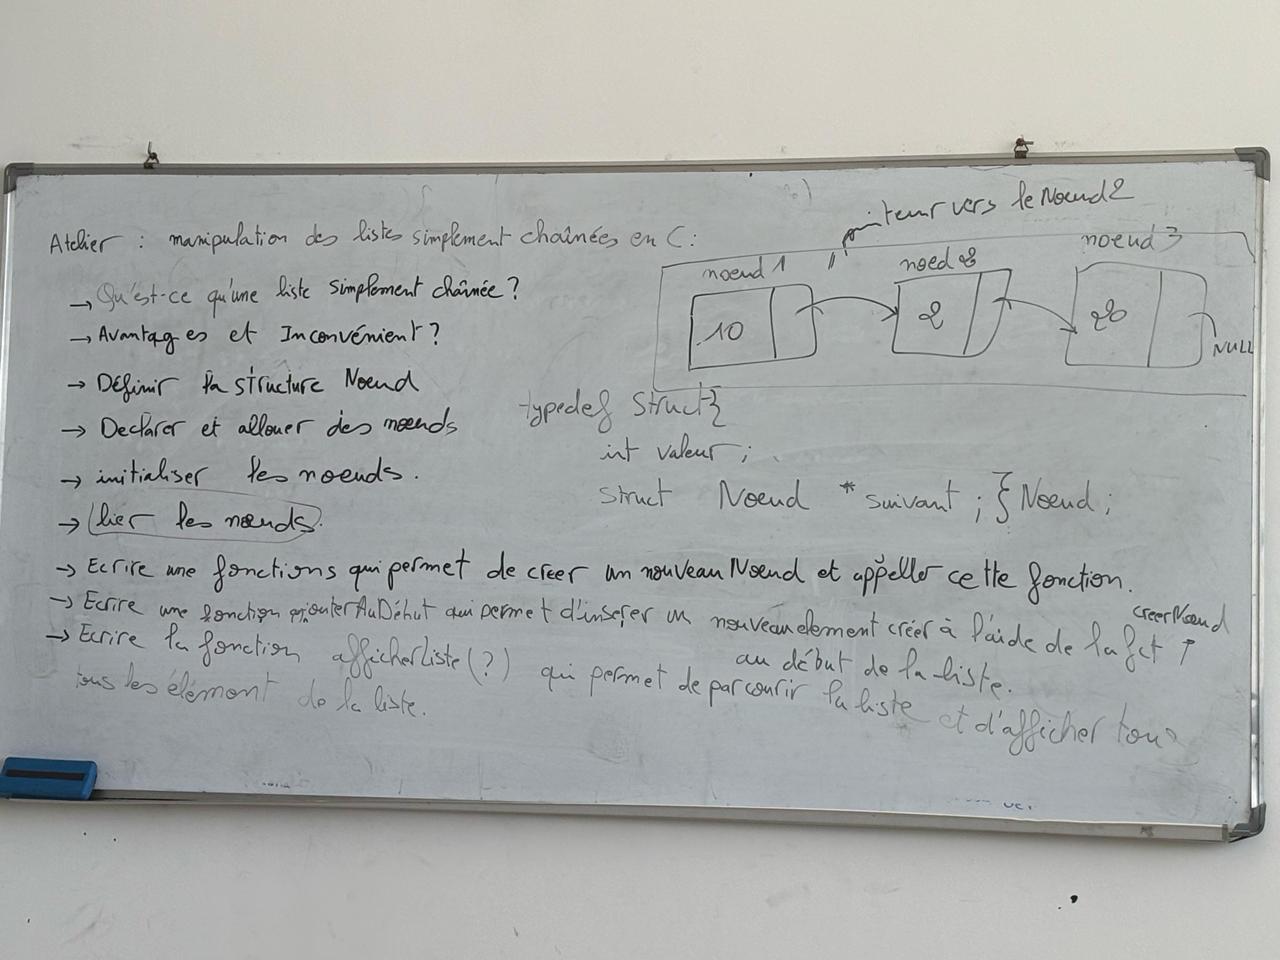 Atelier : manipulation des listes simplement chaînées en C :
→ Qu'est-ce qu'une liste simplement chaînée ?
→ Avantages et Inconvénient ?
→ Définir la structure Noeud
→ Declarer et allouer des noeuds
→ initialiser les noeuds.
→ lier les noeuds.
pointeur vers le Noeud2
noeud 1
noed 2
noeud 3
10
2
20
NULL
typedef struct{
int valeur ;
struct Noeud * suivant ; } Noeud ;
→ Ecrire une fonctions qui permet de creer un nouveau Noeud et appeller cette fonction.
→ Ecrire une fonction ajouterAuDébut qui permet d'inserer un nouveau element créer à l'aide de la fct ↑ creerNoeud
au début de la liste.
→ Ecrire la fonction afficherliste(?) qui permet de parcourir la liste et d'afficher tous
tous les élément de la liste.